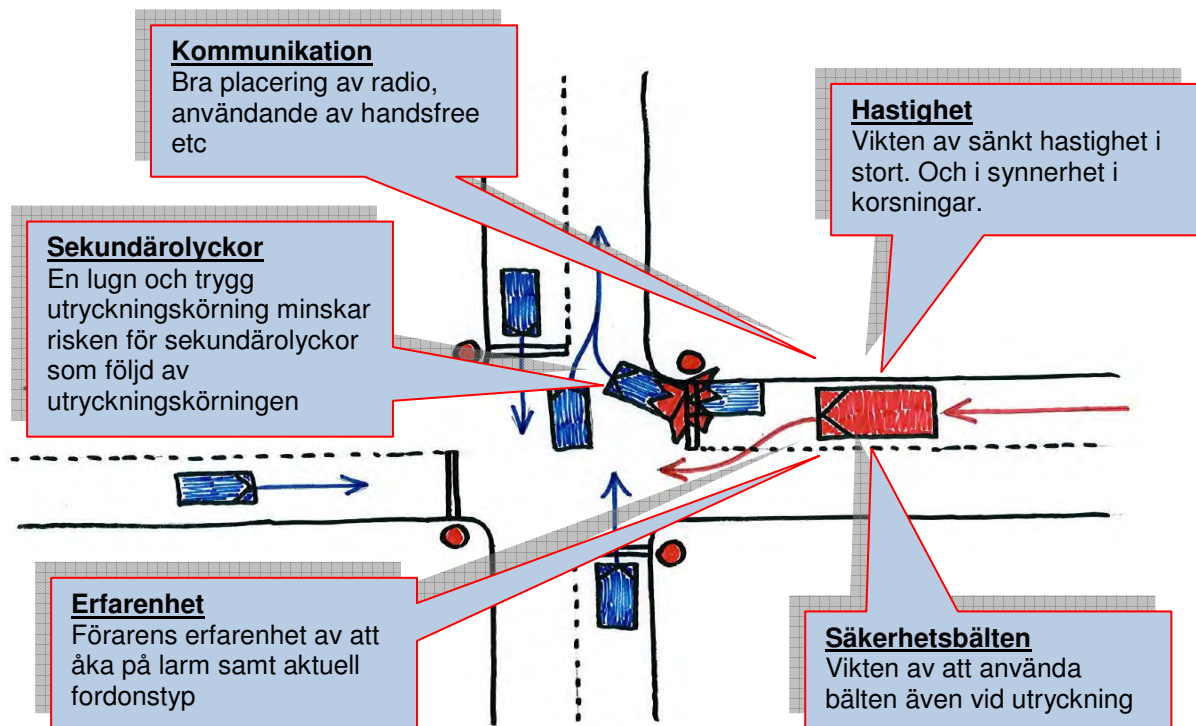 Kommunikation
Bra placering av radio,
användande av handsfree
etc
Hastighet
Vikten av sänkt hastighet i
stort. Och i synnerhet i
korsningar.
Sekundärolyckor
En lugn och trygg
utryckningskörning minskar
risken för sekundärolyckor
som följd av
utryckningskörningen
Erfarenhet
Förarens erfarenhet av att
åka på larm samt aktuell
fordonstyp
Säkerhetsbälten
Vikten av att använda
bälten även vid utryckning